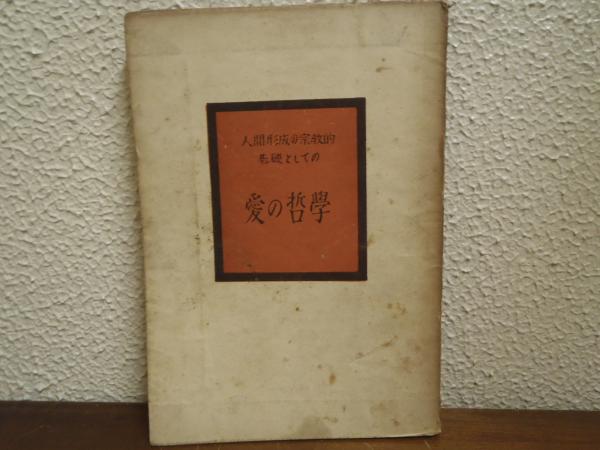 人間形成の宗教的
基礎としての
愛の哲學